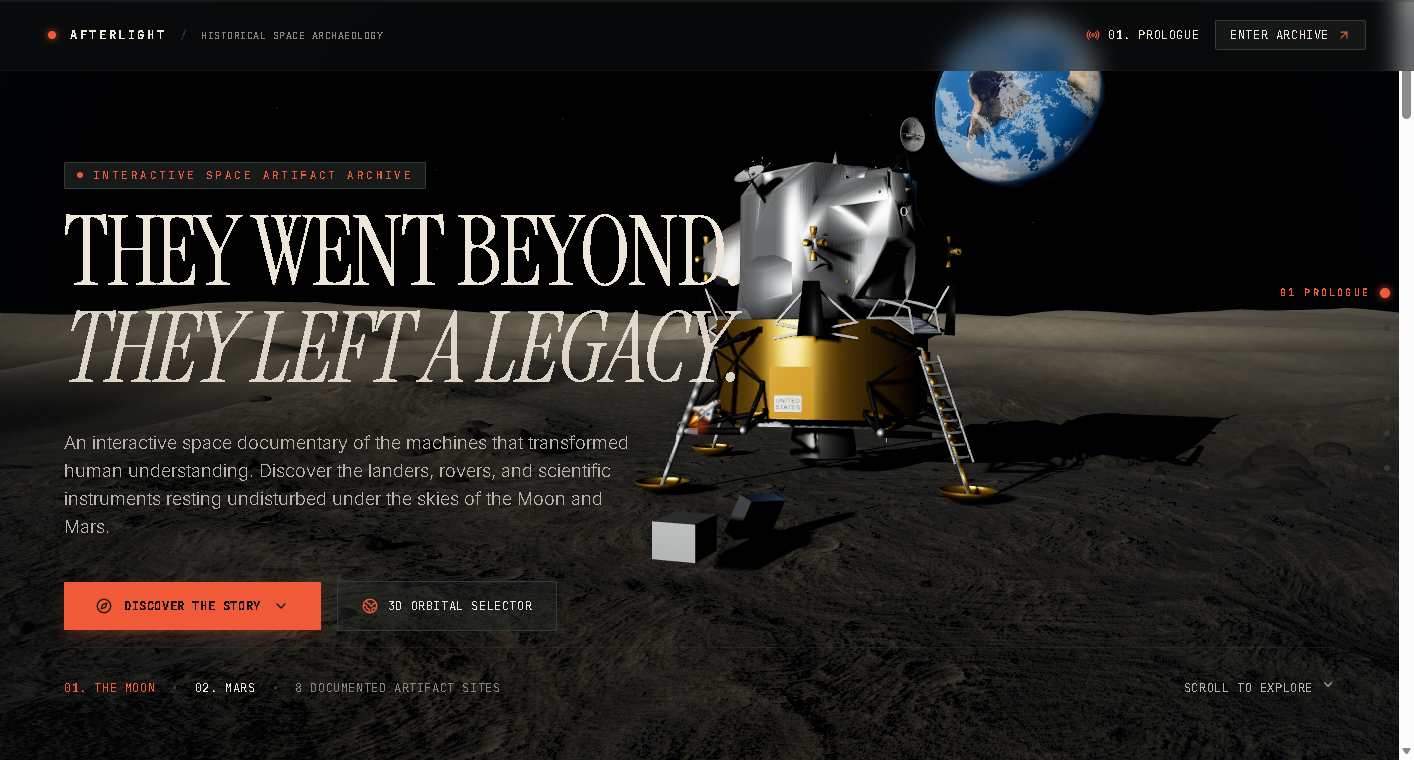 AFTERLIGHT / HISTORICAL SPACE ARCHAEOLOGY
01. PROLOGUE
ENTER ARCHIVE
INTERACTIVE SPACE ARTIFACT ARCHIVE
THEY WENT BEYOND.
THEY LEFT A LEGACY.
01 PROLOGUE
UNITED
STATES
An interactive space documentary of the machines that transformed
human understanding. Discover the landers, rovers, and scientific
instruments resting undisturbed under the skies of the Moon and
Mars.
DISCOVER THE STORY
3D ORBITAL SELECTOR
01. THE MOON • 02. MARS • 8 DOCUMENTED ARTIFACT SITES
SCROLL TO EXPLORE